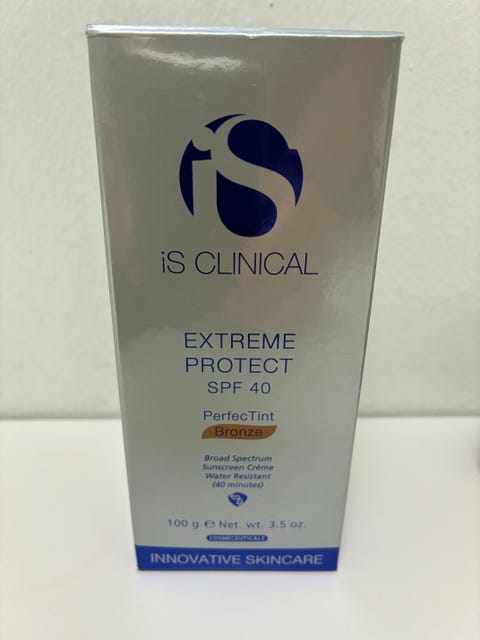 iS
iS CLINICAL
EXTREME
PROTECT
SPF 40
PerfecTint
Bronze
Broad Spectrum
Sunscreen Crème
Water Resistant
(40 minutes)
100 g ℮ Net. wt. 3.5 oz.
COSMECEUTICALS
INNOVATIVE SKINCARE